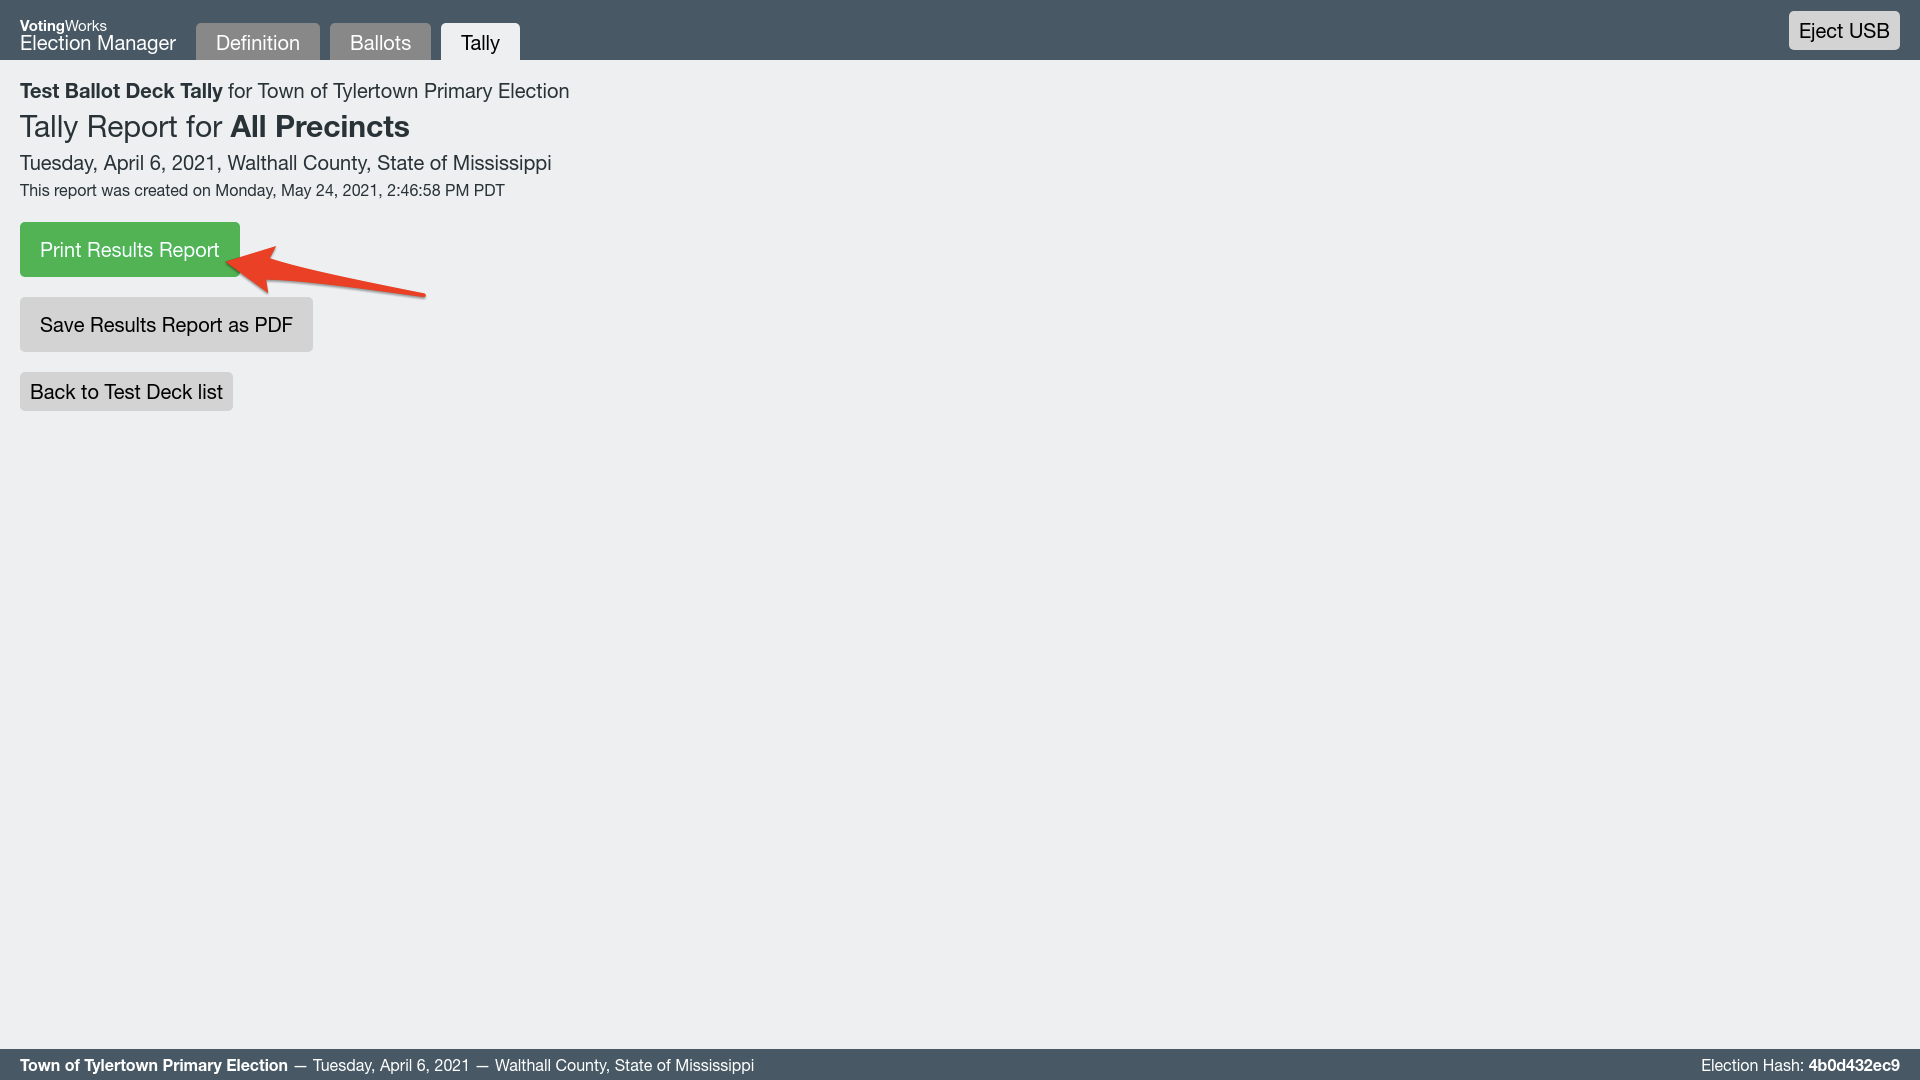 VotingWorks
Election Manager
Definition
Ballots
Tally
Eject USB
Test Ballot Deck Tally for Town of Tylertown Primary Election
Tally Report for All Precincts
Tuesday, April 6, 2021, Walthall County, State of Mississippi
This report was created on Monday, May 24, 2021, 2:46:58 PM PDT
Print Results Report
Save Results Report as PDF
Back to Test Deck list
Town of Tylertown Primary Election — Tuesday, April 6, 2021 — Walthall County, State of Mississippi
Election Hash: 4b0d432ec9